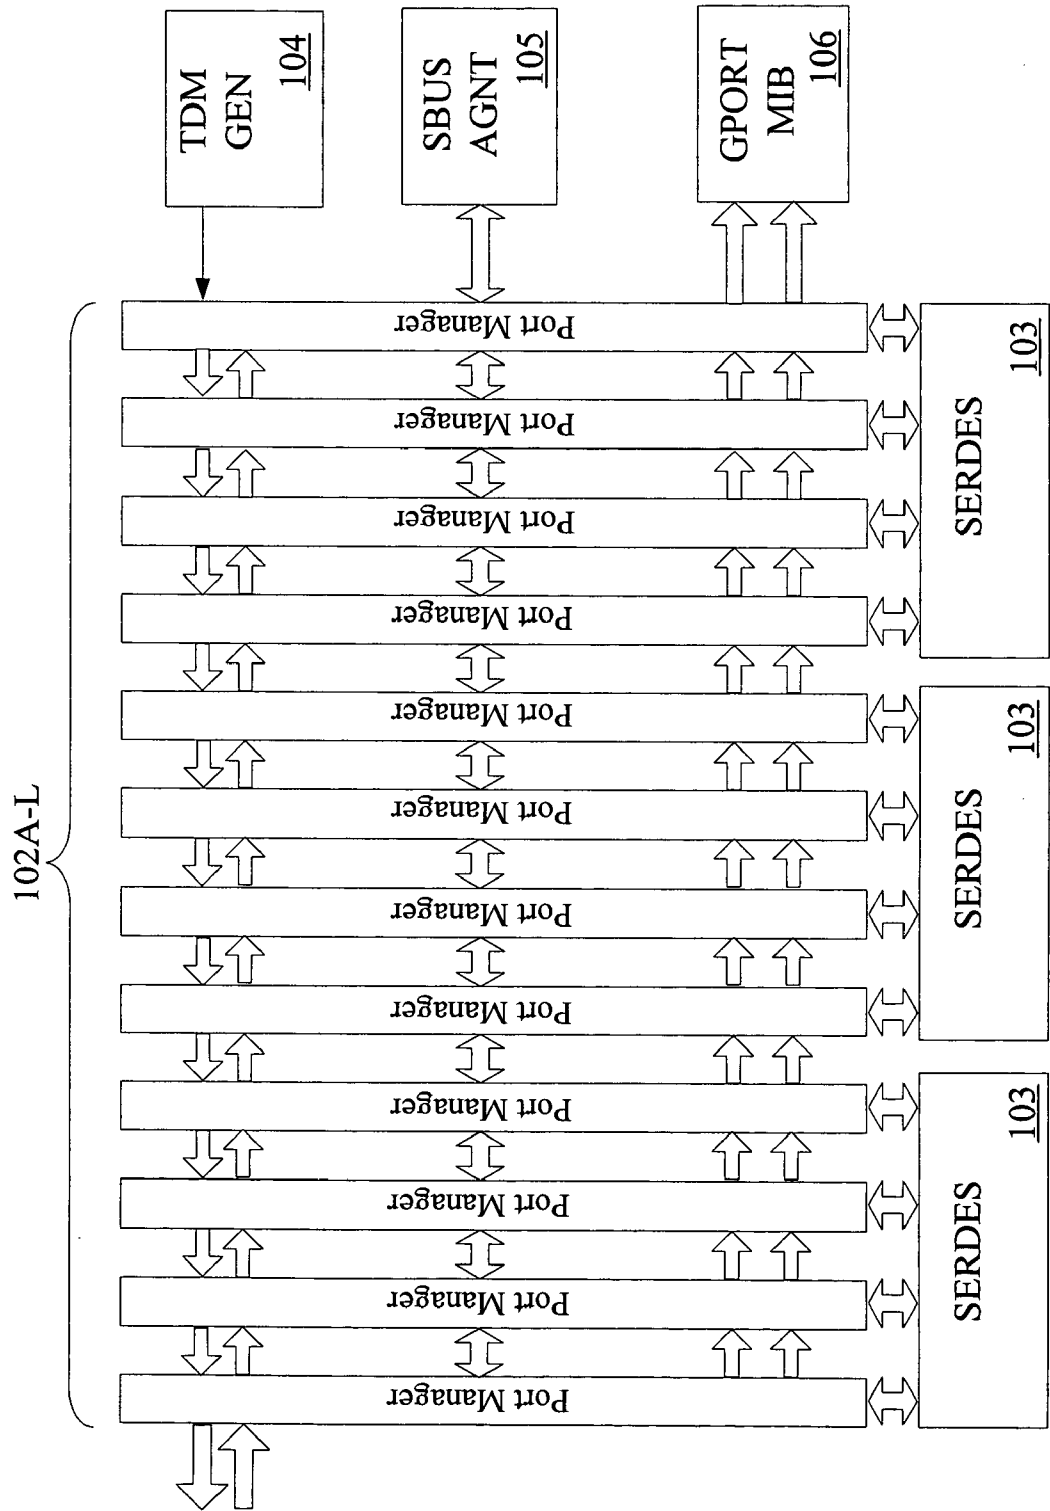 102A-L
TDM
GEN
104
SBUS
AGNT
105
GPORT
MIB
106
Port Manager
Port Manager
Port Manager
Port Manager
Port Manager
Port Manager
Port Manager
Port Manager
Port Manager
Port Manager
Port Manager
Port Manager
SERDES
103
SERDES
103
SERDES
103